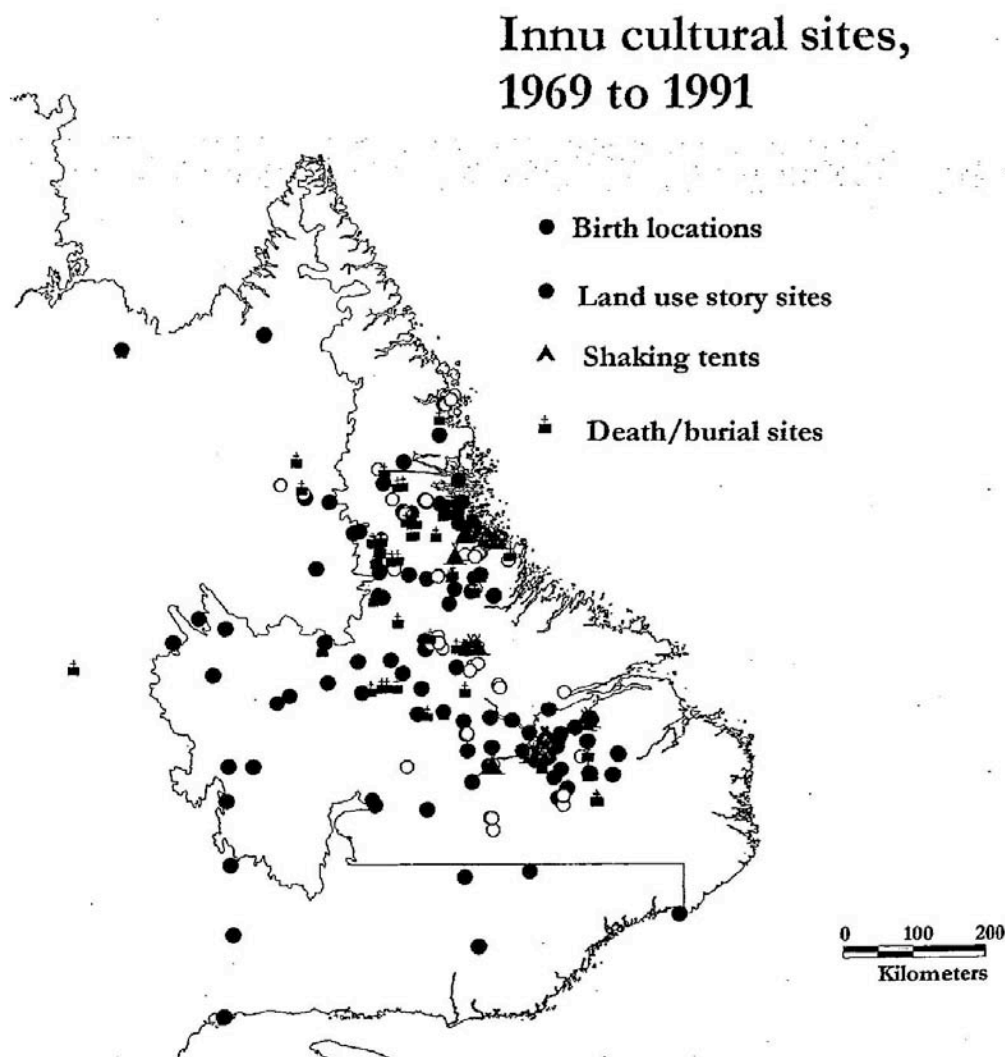 Innu cultural sites,
1969 to 1991
Birth locations
Land use story sites
Shaking tents
Death/burial sites
0 100 200
Kilometers